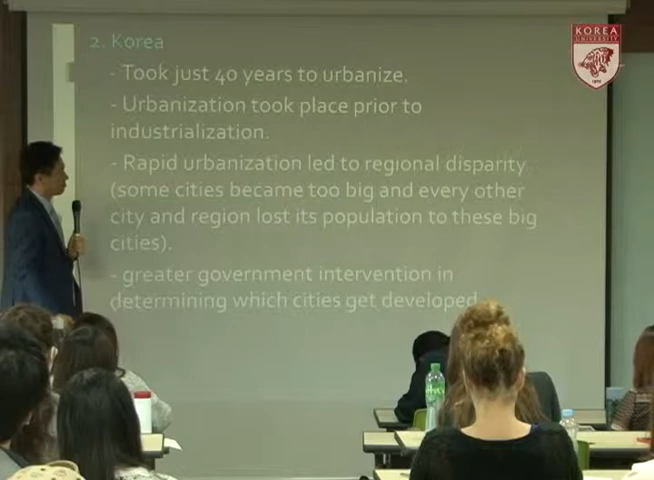 KOREA
UNIVERSITY
2. Korea
- Took just 40 years to urbanize.
- Urbanization took place prior to
industrialization.
- Rapid urbanization led to regional disparity
(some cities became too big and every other
city and region lost its population to these big
cities).
- greater government intervention in
determining which cities get developed